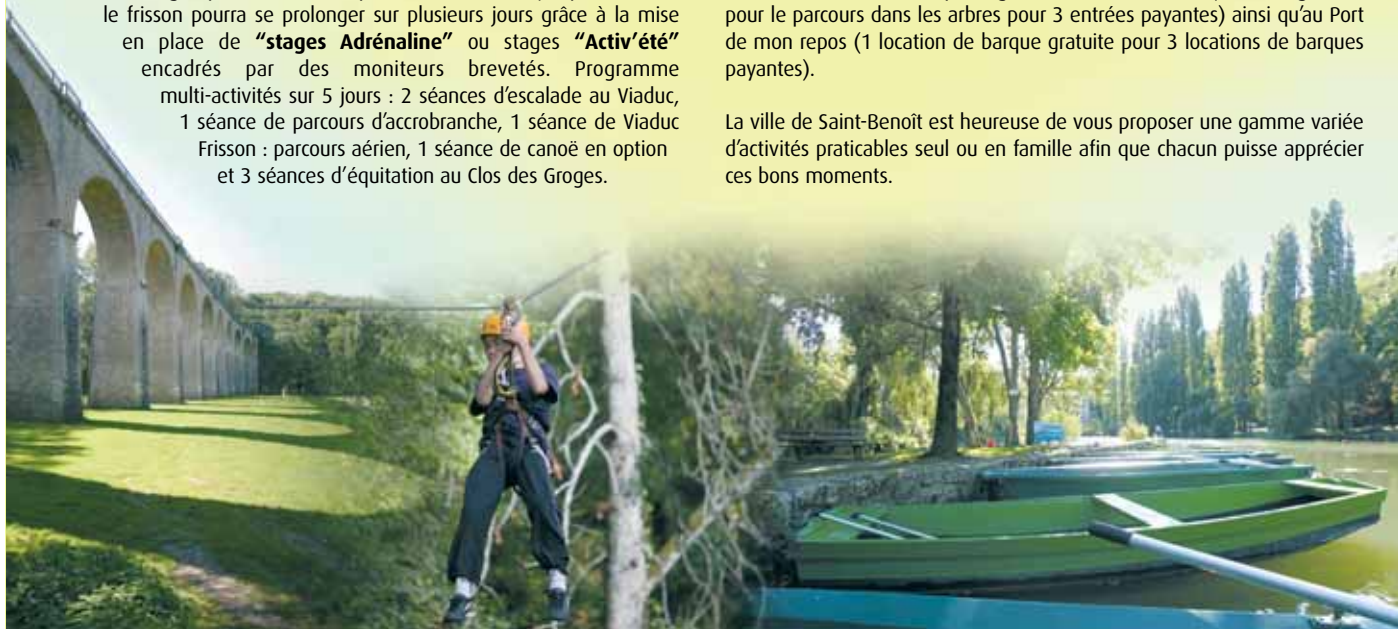 le frisson pourra se prolonger sur plusieurs jours grâce à la mise
en place de “stages Adrénaline” ou stages “Activ’été”
encadrés par des moniteurs brevetés. Programme
multi-activités sur 5 jours : 2 séances d’escalade au Viaduc,
1 séance de parcours d’accrobranche, 1 séance de Viaduc
Frisson : parcours aérien, 1 séance de canoë en option
et 3 séances d’équitation au Clos des Groges.
pour le parcours dans les arbres pour 3 entrées payantes) ainsi qu’au Port
de mon repos (1 location de barque gratuite pour 3 locations de barques
payantes).
La ville de Saint-Benoît est heureuse de vous proposer une gamme variée
d’activités praticables seul ou en famille afin que chacun puisse apprécier
ces bons moments.